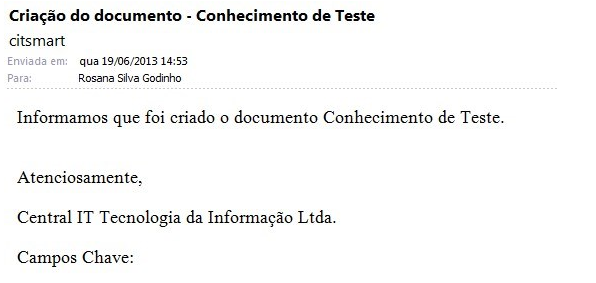 Criação do documento - Conhecimento de Teste
citsmart
Enviada em: qua 19/06/2013 14:53
Para: Rosana Silva Godinho
Informamos que foi criado o documento Conhecimento de Teste.
Atenciosamente,
Central IT Tecnologia da Informação Ltda.
Campos Chave: